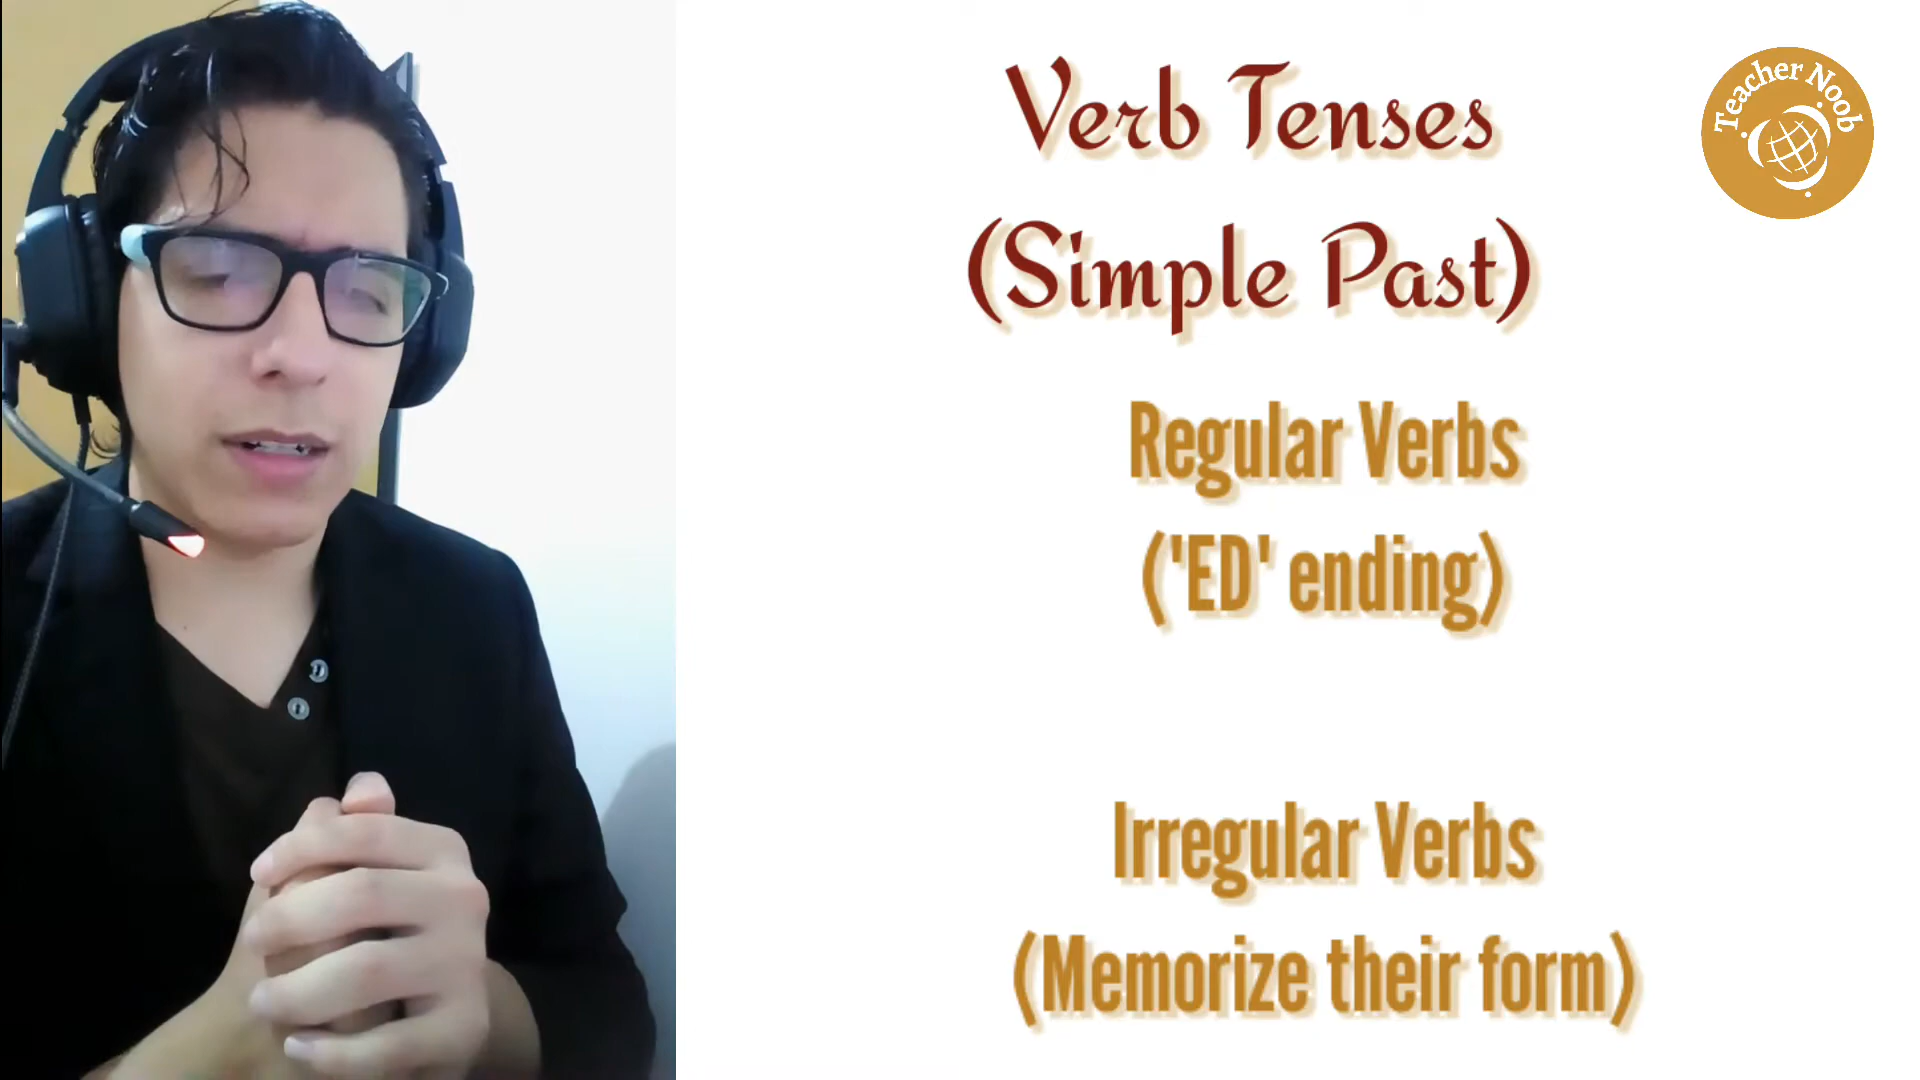 Verb Tenses
(Simple Past)
Teacher Noob
Regular Verbs
('ED' ending)
Irregular Verbs
(Memorize their form)